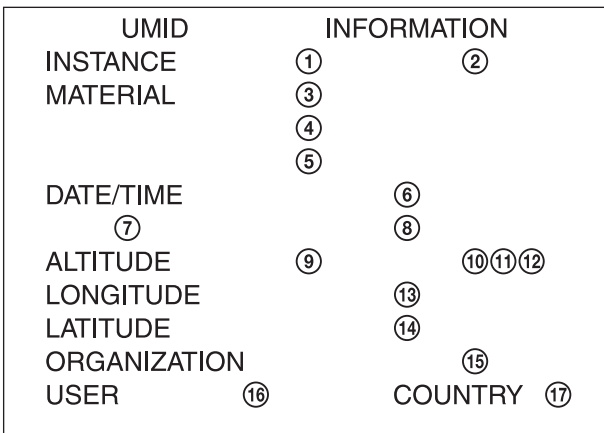 UMID INFORMATION
INSTANCE ① ②
MATERIAL ③
④
⑤
DATE/TIME ⑥
⑦ ⑧
ALTITUDE ⑨ ⑩⑪⑫
LONGITUDE ⑬
LATITUDE ⑭
ORGANIZATION ⑮
USER ⑯ COUNTRY ⑰